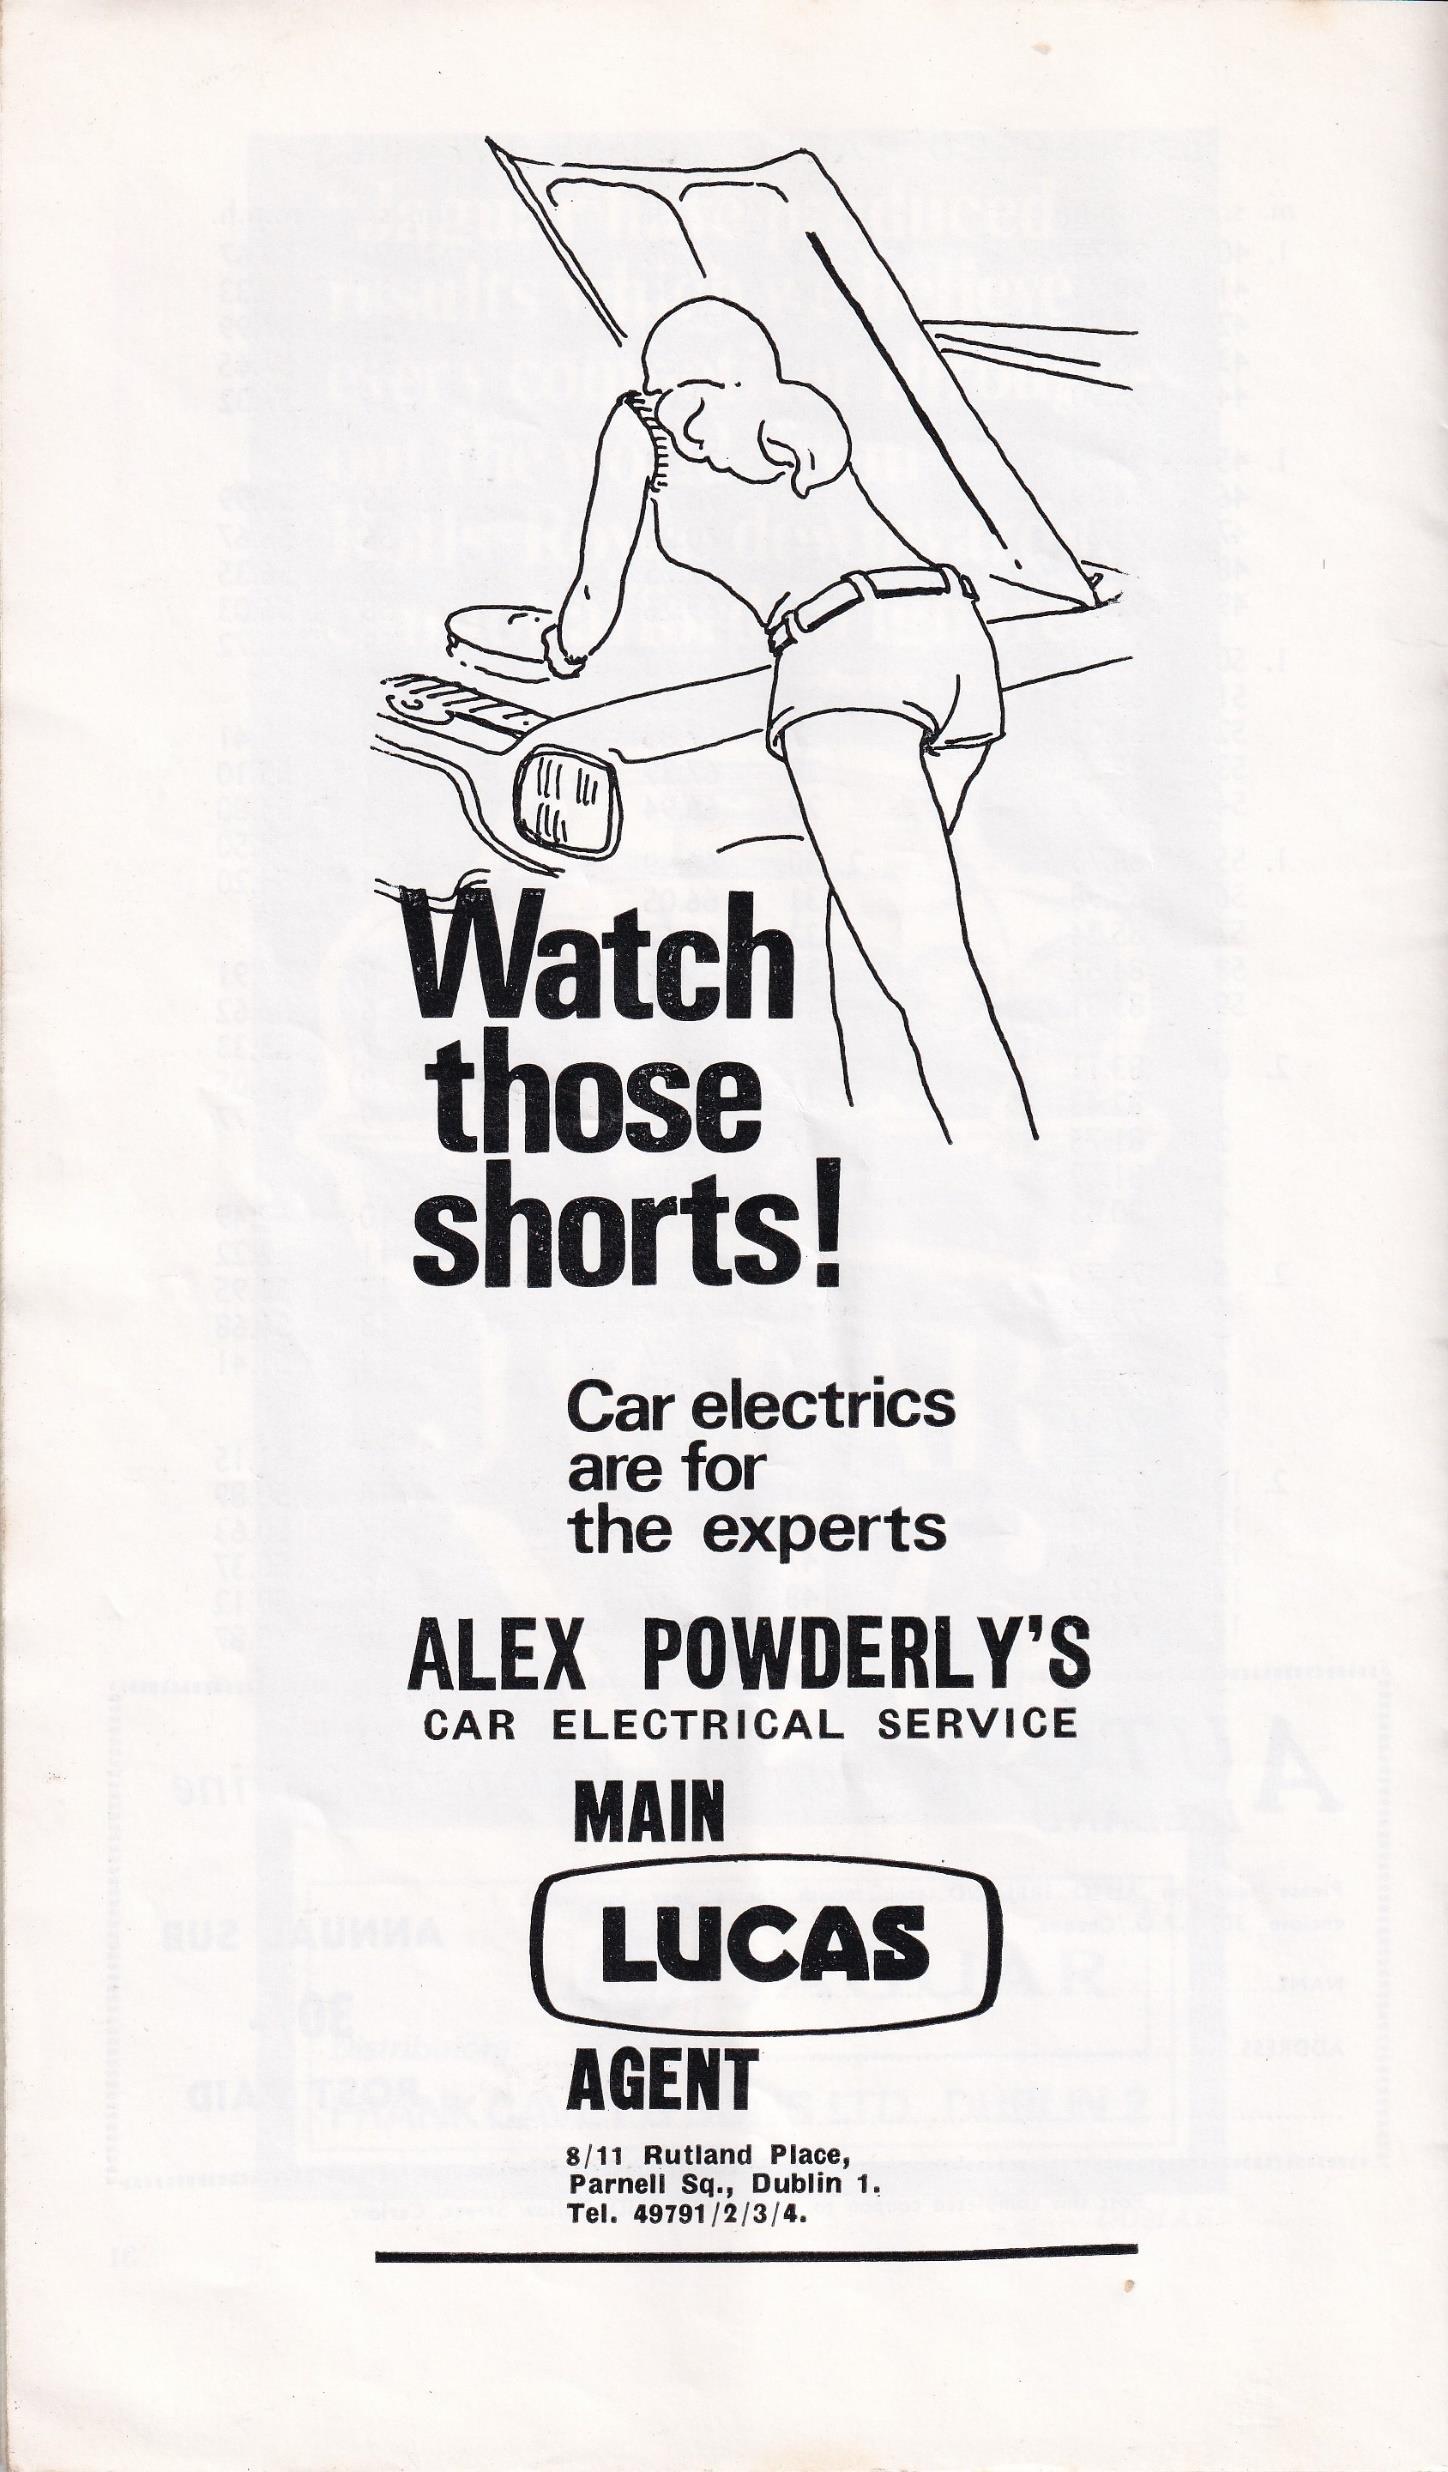 Watch
those
shorts!
Car electrics
are for
the experts
ALEX POWDERLY'S
CAR ELECTRICAL SERVICE
MAIN
LUCAS
AGENT
8/11 Rutland Place,
Parnell Sq., Dublin 1.
Tel. 49791/2/3/4.